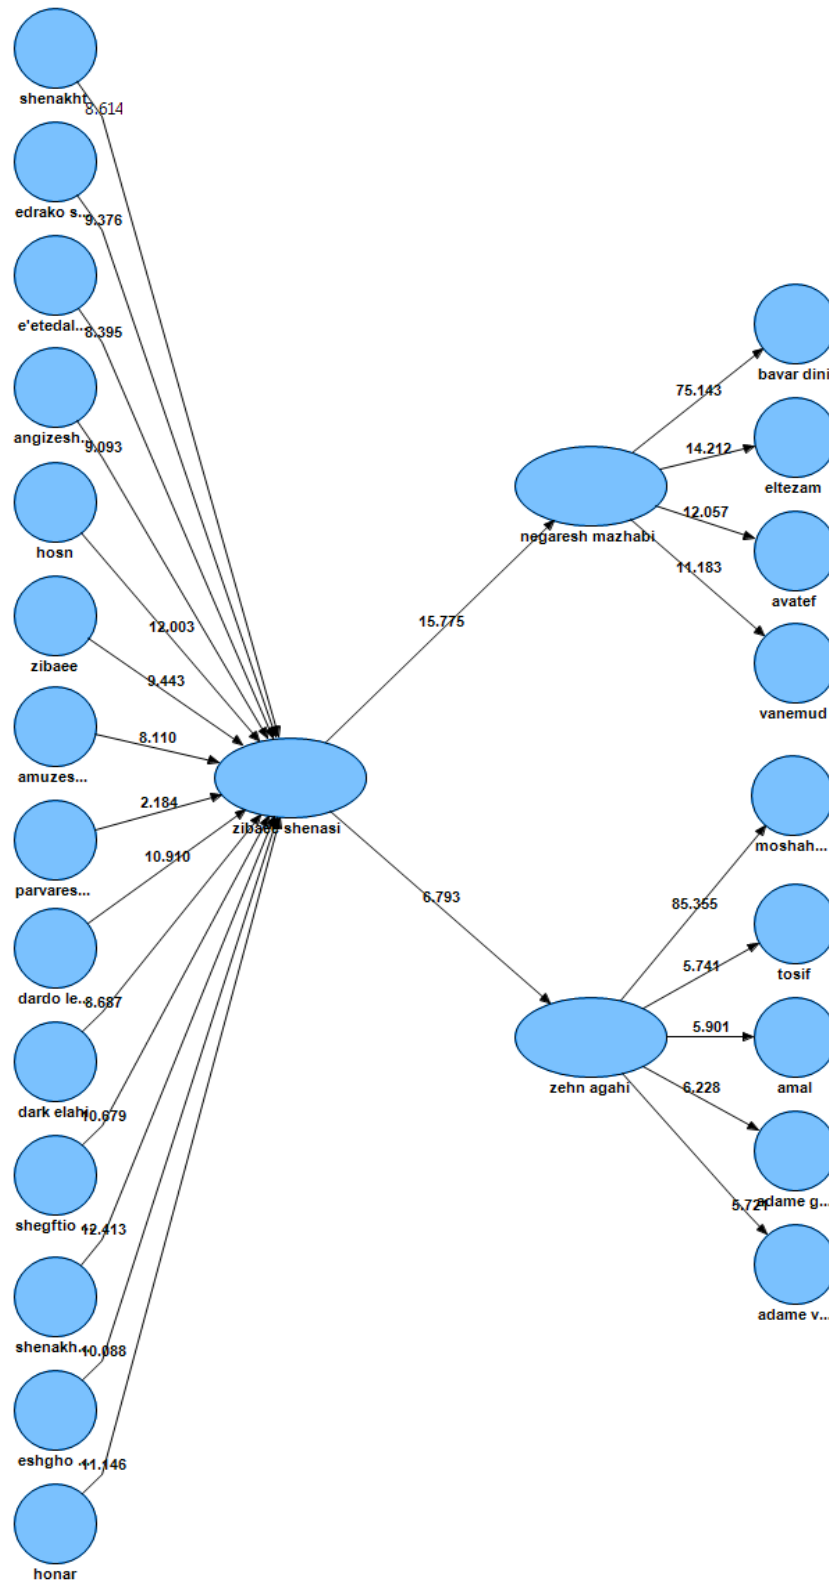 shenakht
8.614
edrako s...
9.376
e'etedal...
8.395
angizesh...
9.093
hosn
12.003
zibaee
9.443
amuzes...
8.110
parvares...
2.184
dardo le...
10.910
dark elahi
8.687
shegftio ...
10.679
shenakh...
12.413
eshgho ...
10.088
honar
11.146
zibaee shenasi
15.775
6.793
negaresh mazhabi
75.143
14.212
12.057
11.183
bavar dini
eltezam
avatef
vanemud
zehn agahi
85.355
5.741
5.901
6.228
5.721
moshah...
tosif
amal
adame g...
adame v...